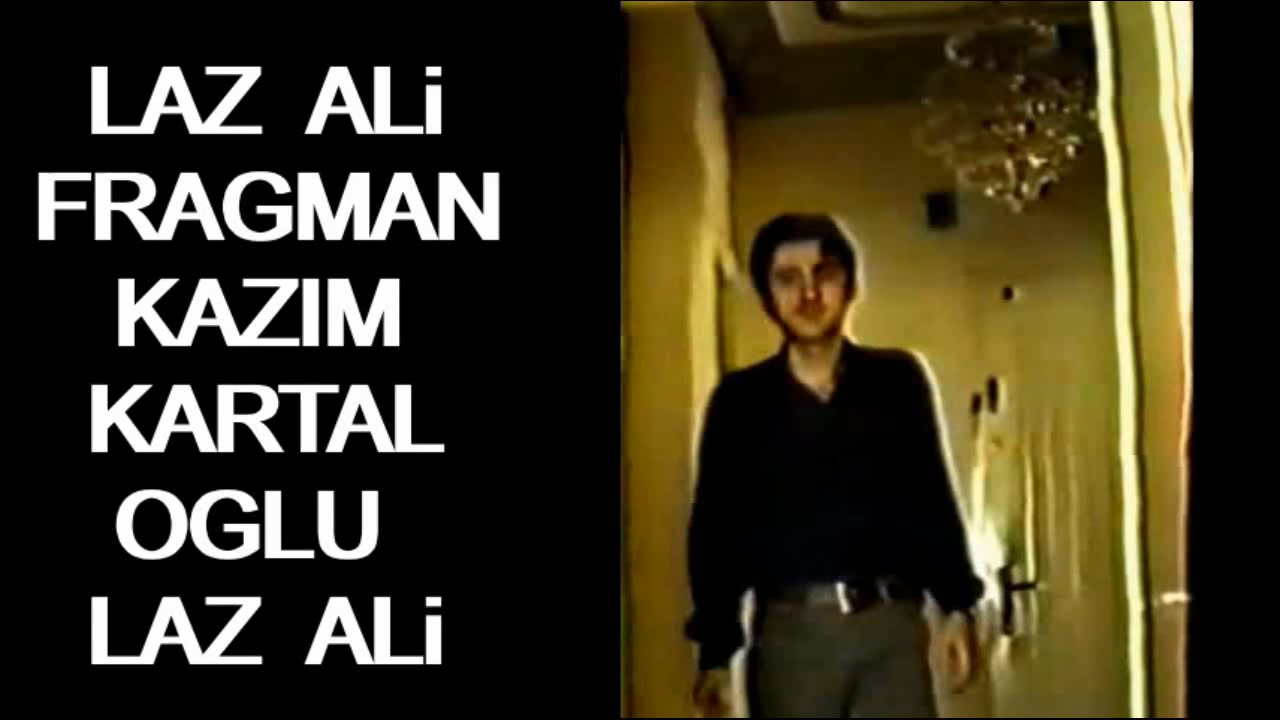 LAZ ALİ
FRAGMAN
KAZIM
KARTAL
OGLU
LAZ ALİ